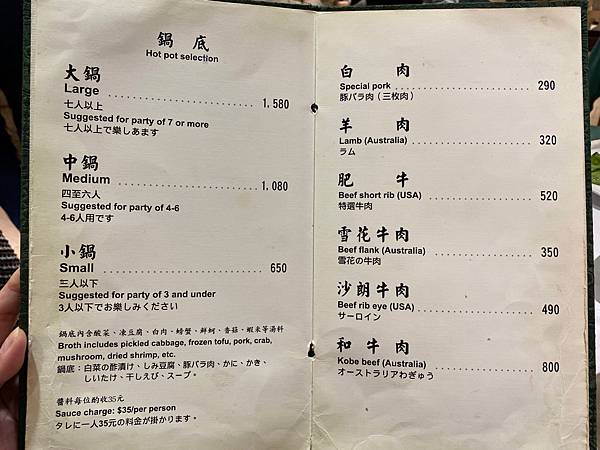 鍋 底
Hot pot selection
大鍋
Large 1,580
七人以上
Suggested for party of 7 or more
七人以上で楽しあます
中鍋
Medium 1,080
四至六人
Suggested for party of 4-6
4-6人用です
小鍋
Small 650
三人以下
Suggested for party of 3 and under
3人以下でお楽しみください
鍋底內含酸菜、凍豆腐、白肉、螃蟹、鮮蚵、香菇、蝦米等湯料
Broth includes pickled cabbage, frozen tofu, pork, crab,
mushroom, dried shrimp, etc.
鍋底：白菜の酢漬け、しみ豆腐、豚バラ肉、かに、かき、
しいたけ、干しえび、スープ。
醬料每位酌收35元
Sauce charge: $35/per person
タレに一人35元の料金が掛かります。
白 肉
Special pork 290
豚バラ肉（三枚肉）
羊 肉
Lamb (Australia) 320
ラム
肥 牛
Beef short rib (USA) 520
特選牛肉
雪花牛肉
Beef flank (Australia) 350
雪花の牛肉
沙朗牛肉
Beef rib eye (USA) 490
サーロイン
和牛肉
Kobe beef (Australia) 800
オーストラリアわぎゅう